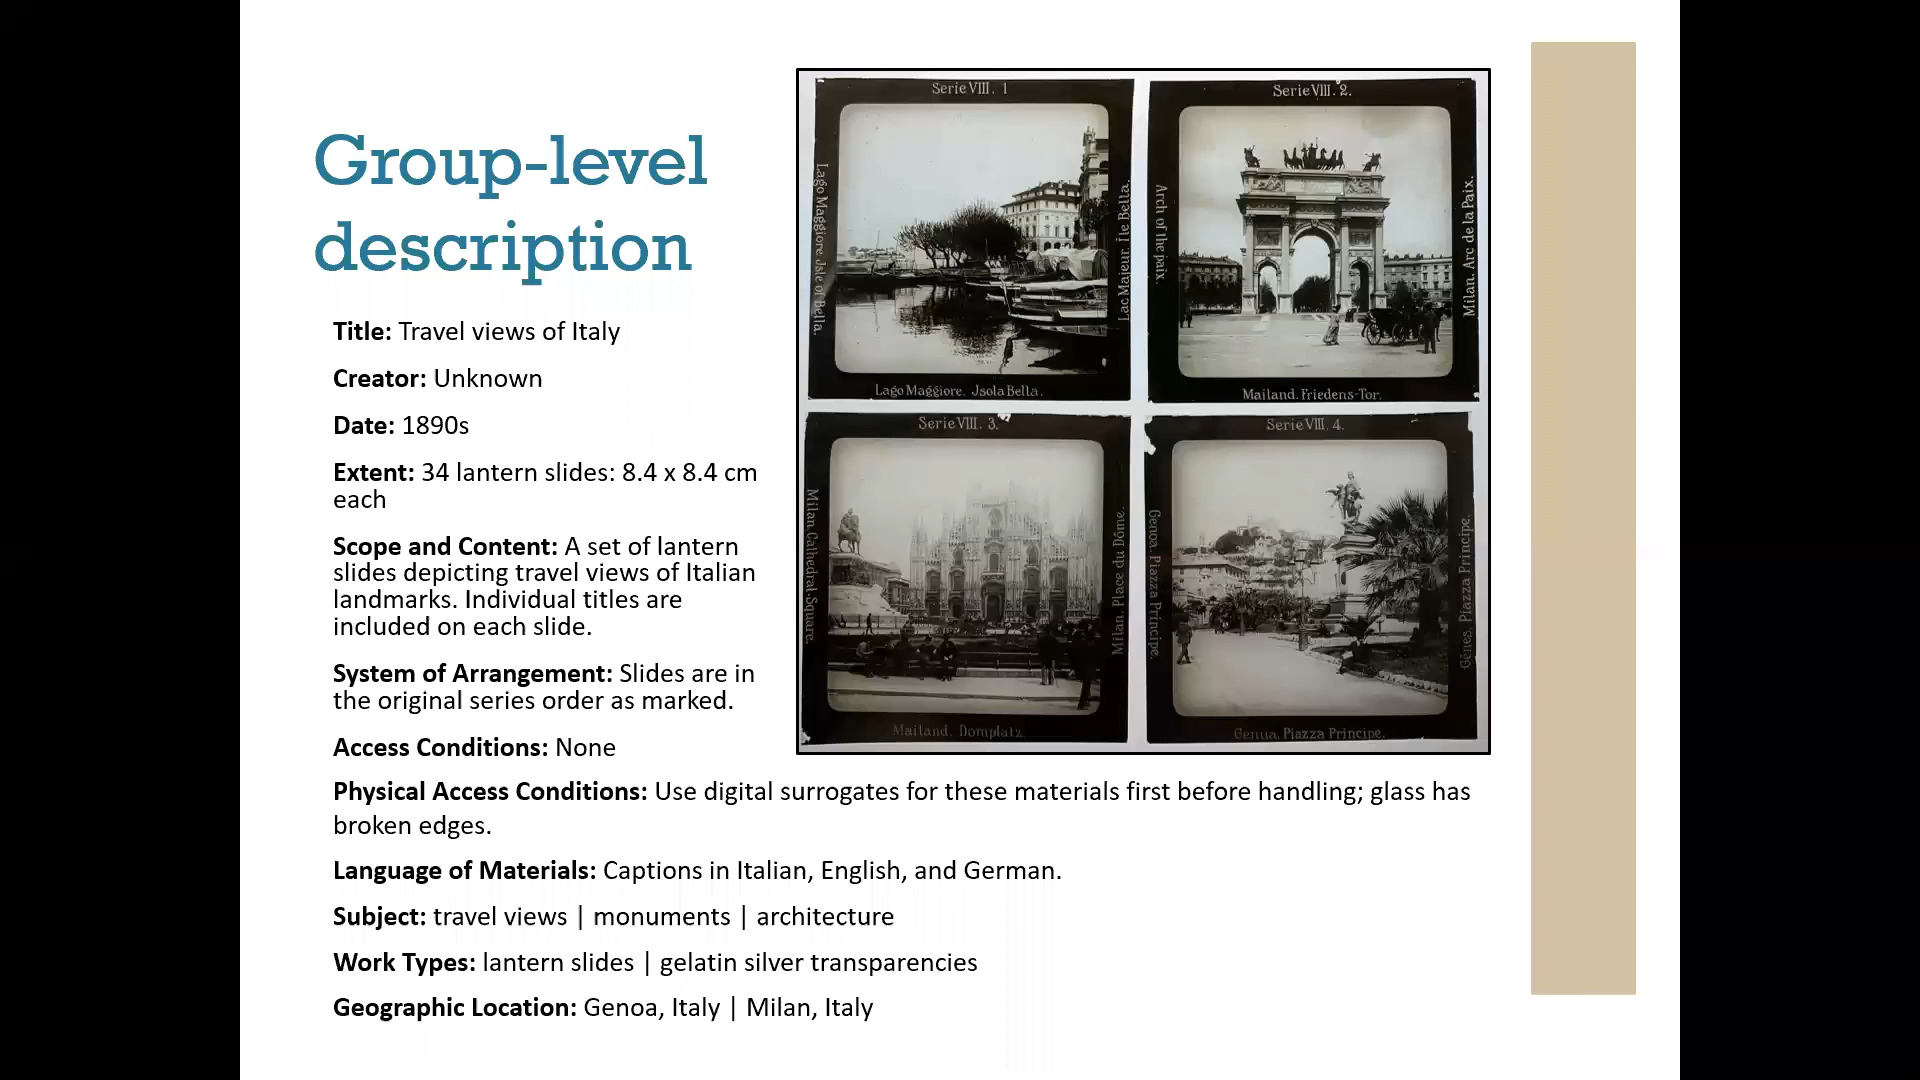 Group-level
description
Title: Travel views of Italy
Creator: Unknown
Date: 1890s
Extent: 34 lantern slides: 8.4 x 8.4 cm
each
Scope and Content: A set of lantern
slides depicting travel views of Italian
landmarks. Individual titles are
included on each slide.
System of Arrangement: Slides are in
the original series order as marked.
Access Conditions: None
Physical Access Conditions: Use digital surrogates for these materials first before handling; glass has
broken edges.
Language of Materials: Captions in Italian, English, and German.
Subject: travel views | monuments | architecture
Work Types: lantern slides | gelatin silver transparencies
Geographic Location: Genoa, Italy | Milan, Italy
Serie VIII. 1
Lago Maggiore. Jsle of Bella.
Lac Majeur. Île Bella.
Lago Maggiore. Jsola Bella.
Serie VIII. 2.
Arch of the paix.
Milan. Arc de la Paix.
Mailand. Friedens-Tor.
Serie VIII. 3.
Milan. Cathedral-Square.
Milan. Place du Dôme.
Mailand. Domplatz.
Serie VIII. 4.
Genoa. Piazza Principe.
Gênes. Piazza Principe.
Genua. Piazza Principe.